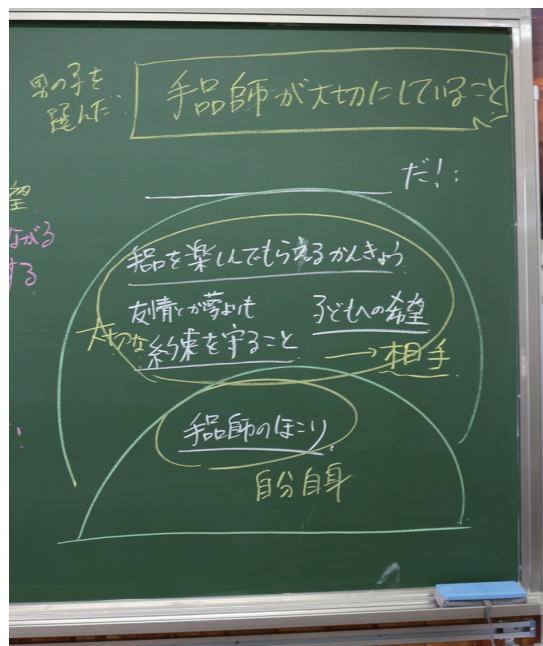 男の子を
選んだ
手品師が大切にしていること
だ！
望
ながる
する
手品を楽しんでもらえるかんきょう
友情とか夢よりも
子どもへの希望
大切な
約束を守ること
→相手
手品師のほこり
自分自身